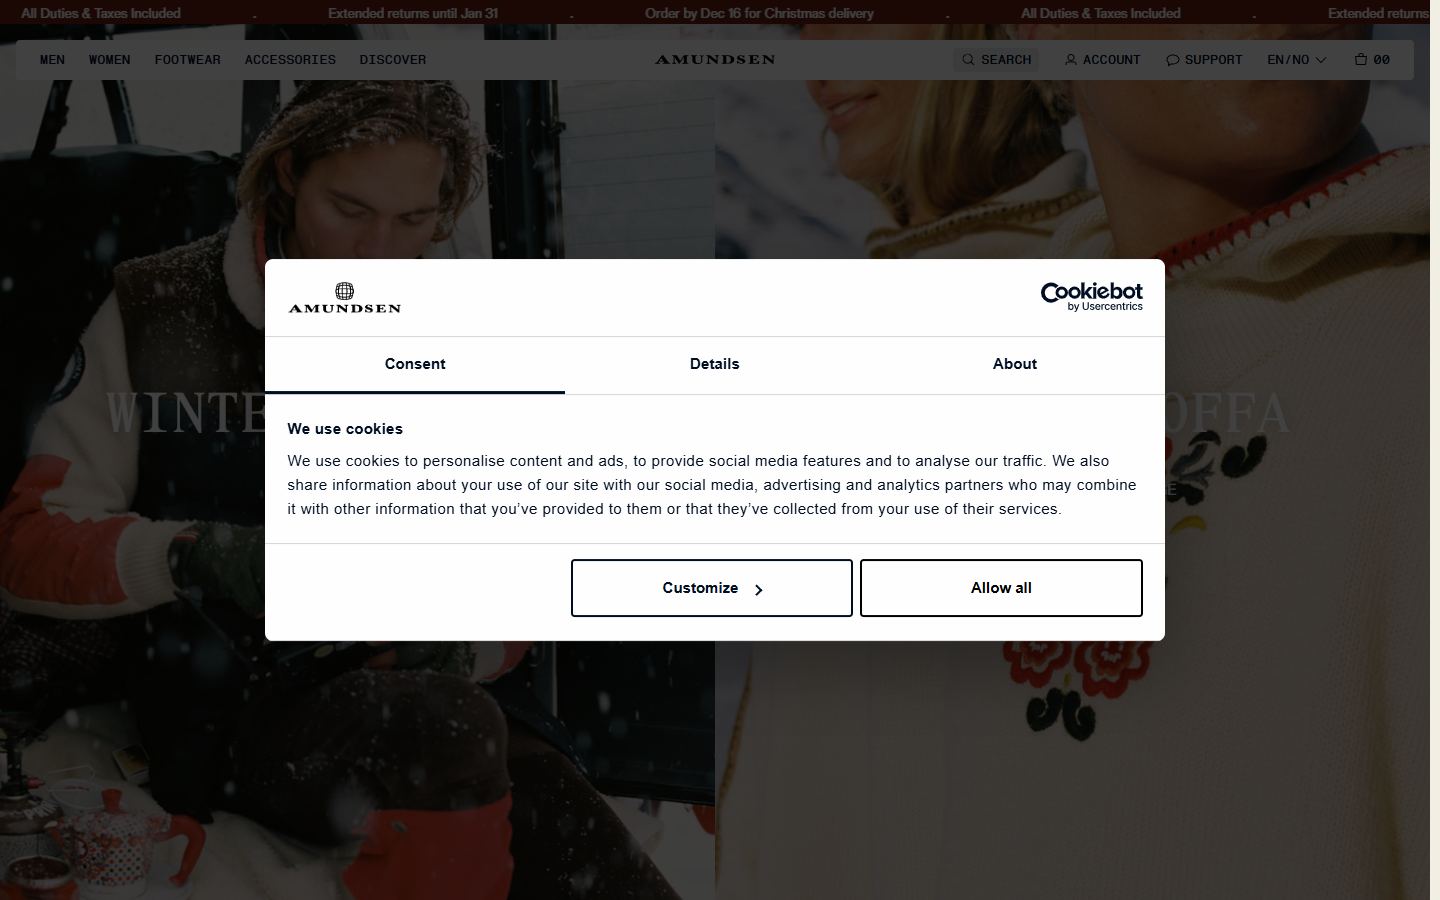 All Duties & Taxes Included . Extended returns until Jan 31 . Order by Dec 16 for Christmas delivery . All Duties & Taxes Included . Extended returns
MEN WOMEN FOOTWEAR ACCESSORIES DISCOVER AMUNDSEN SEARCH ACCOUNT SUPPORT EN/NO 00
AMUNDSEN
Cookiebot
by Usercentrics
Consent Details About
We use cookies
We use cookies to personalise content and ads, to provide social media features and to analyse our traffic. We also
share information about your use of our site with our social media, advertising and analytics partners who may combine
it with other information that you’ve provided to them or that they’ve collected from your use of their services.
Customize Allow all